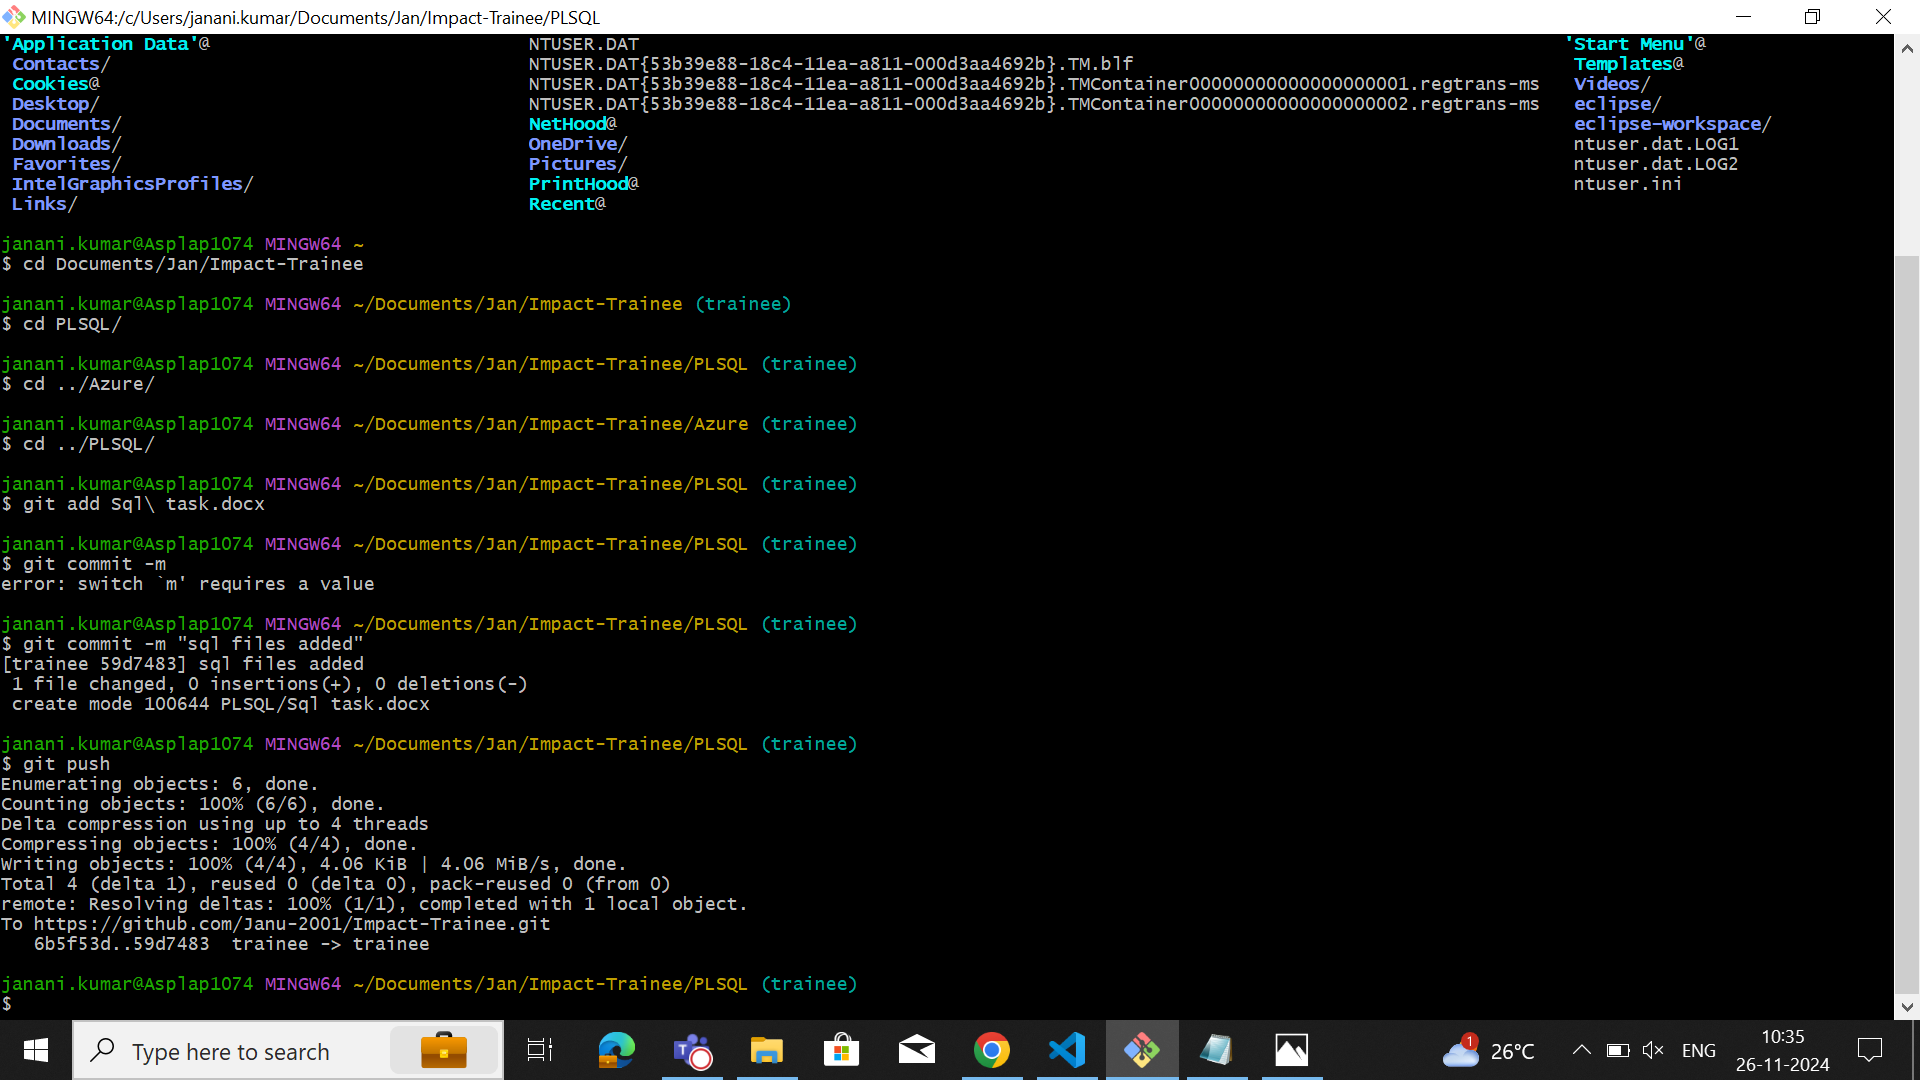 MINGW64:/c/Users/janani.kumar/Documents/Jan/Impact-Trainee/PLSQL
'Application Data'@ NTUSER.DAT 'Start Menu'@
Contacts/ NTUSER.DAT{53b39e88-18c4-11ea-a811-000d3aa4692b}.TM.blf Templates@
Cookies@ NTUSER.DAT{53b39e88-18c4-11ea-a811-000d3aa4692b}.TMContainer00000000000000000001.regtrans-ms Videos/
Desktop/ NTUSER.DAT{53b39e88-18c4-11ea-a811-000d3aa4692b}.TMContainer00000000000000000002.regtrans-ms eclipse/
Documents/ NetHood@ eclipse-workspace/
Downloads/ OneDrive/ ntuser.dat.LOG1
Favorites/ Pictures/ ntuser.dat.LOG2
IntelGraphicsProfiles/ PrintHood@ ntuser.ini
Links/ Recent@
janani.kumar@Asplap1074 MINGW64 ~
$ cd Documents/Jan/Impact-Trainee
janani.kumar@Asplap1074 MINGW64 ~/Documents/Jan/Impact-Trainee (trainee)
$ cd PLSQL/
janani.kumar@Asplap1074 MINGW64 ~/Documents/Jan/Impact-Trainee/PLSQL (trainee)
$ cd ../Azure/
janani.kumar@Asplap1074 MINGW64 ~/Documents/Jan/Impact-Trainee/Azure (trainee)
$ cd ../PLSQL/
janani.kumar@Asplap1074 MINGW64 ~/Documents/Jan/Impact-Trainee/PLSQL (trainee)
$ git add Sql\ task.docx
janani.kumar@Asplap1074 MINGW64 ~/Documents/Jan/Impact-Trainee/PLSQL (trainee)
$ git commit -m
error: switch `m' requires a value
janani.kumar@Asplap1074 MINGW64 ~/Documents/Jan/Impact-Trainee/PLSQL (trainee)
$ git commit -m "sql files added"
[trainee 59d7483] sql files added
1 file changed, 0 insertions(+), 0 deletions(-)
create mode 100644 PLSQL/Sql task.docx
janani.kumar@Asplap1074 MINGW64 ~/Documents/Jan/Impact-Trainee/PLSQL (trainee)
$ git push
Enumerating objects: 6, done.
Counting objects: 100% (6/6), done.
Delta compression using up to 4 threads
Compressing objects: 100% (4/4), done.
Writing objects: 100% (4/4), 4.06 KiB | 4.06 MiB/s, done.
Total 4 (delta 1), reused 0 (delta 0), pack-reused 0 (from 0)
remote: Resolving deltas: 100% (1/1), completed with 1 local object.
To https://github.com/Janu-2001/Impact-Trainee.git
6b5f53d..59d7483 trainee -> trainee
janani.kumar@Asplap1074 MINGW64 ~/Documents/Jan/Impact-Trainee/PLSQL (trainee)
$
Type here to search
1
26°C
ENG
10:35
26-11-2024